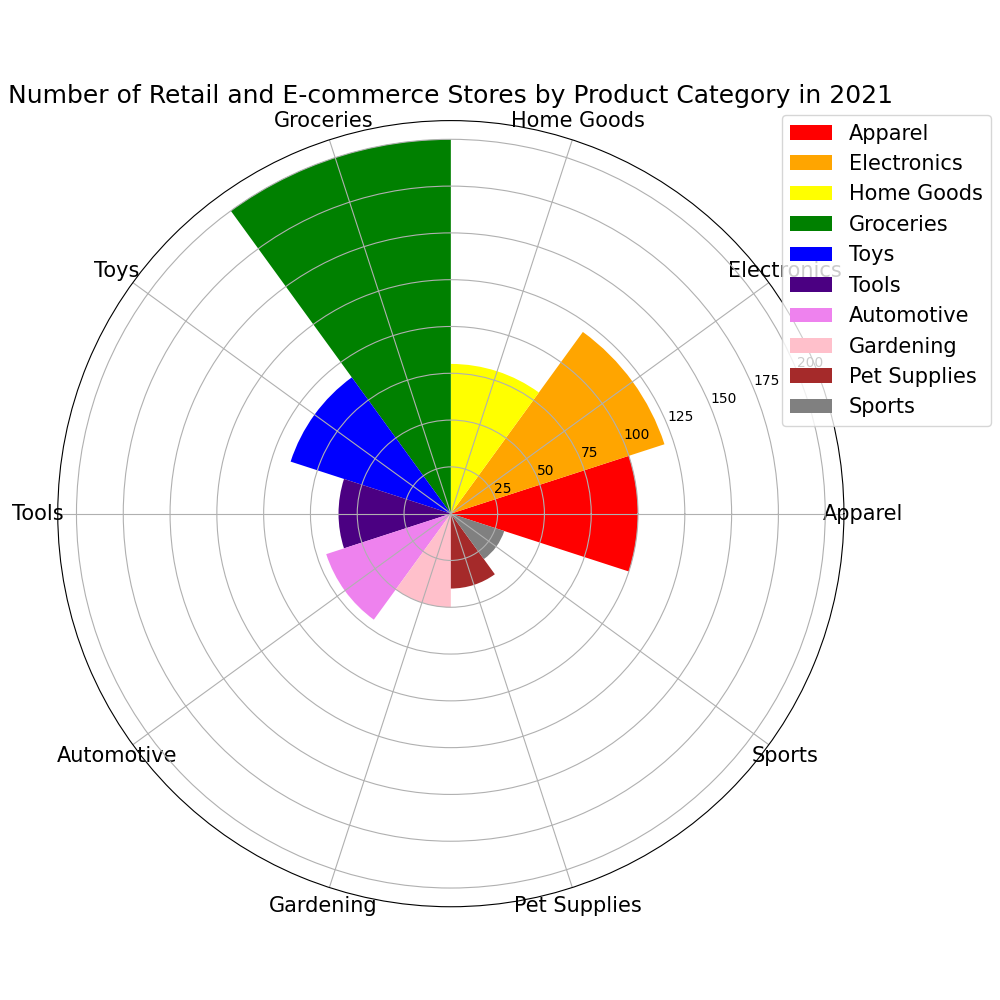 Number of Retail and E-commerce Stores by Product Category in 2021
Groceries
Home Goods
Toys
Electronics
Tools
Apparel
Automotive
Sports
Gardening
Pet Supplies
25
50
75
100
125
150
175
200
Apparel
Electronics
Home Goods
Groceries
Toys
Tools
Automotive
Gardening
Pet Supplies
Sports